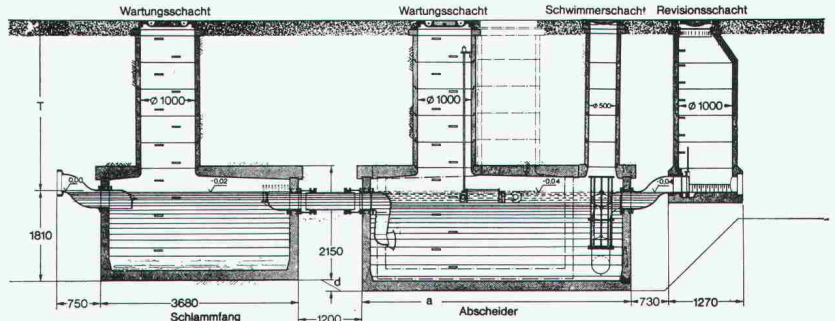 Wartungsschacht Wartungsschacht Schwimmerschacht Revisionsschacht
T
ø 1000 ø 1000 ø 500 ø 1000
±0.00 -0.02 -0.04 -0.04
1810 2150
d
750 3680 a 730 1270
Schlammfang 1200 Abscheider